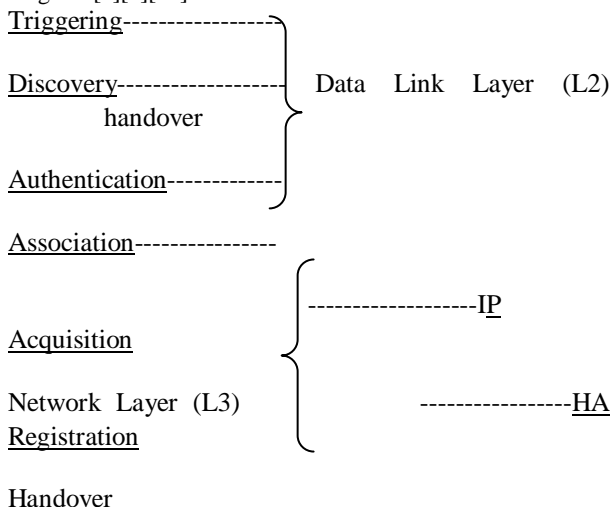 Triggering------------------
Discovery------------------- Data Link Layer (L2)
handover
Authentication-------------
Association----------------
-------------------IP
Acquisition
Network Layer (L3) -----------------HA
Registration
Handover